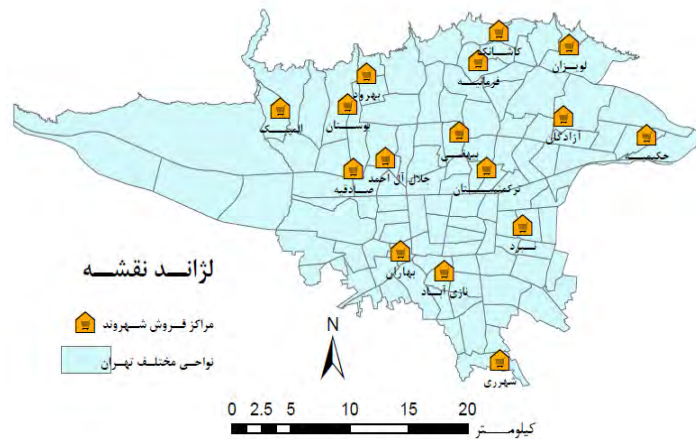 کاشانک
لویزان
فرمانیه
بهرود
بوستان
المپیک
آزادگان
بیهقی
حکیمیه
جلال آل احمد
صادقیه
ترکمنستان
نبرد
بهاران
نازی آباد
شهرری
لژاند نقشه
مراکز فروش شهروند
نواحی مختلف تهران
N
0 2.5 5 10 15 20
کیلومتر